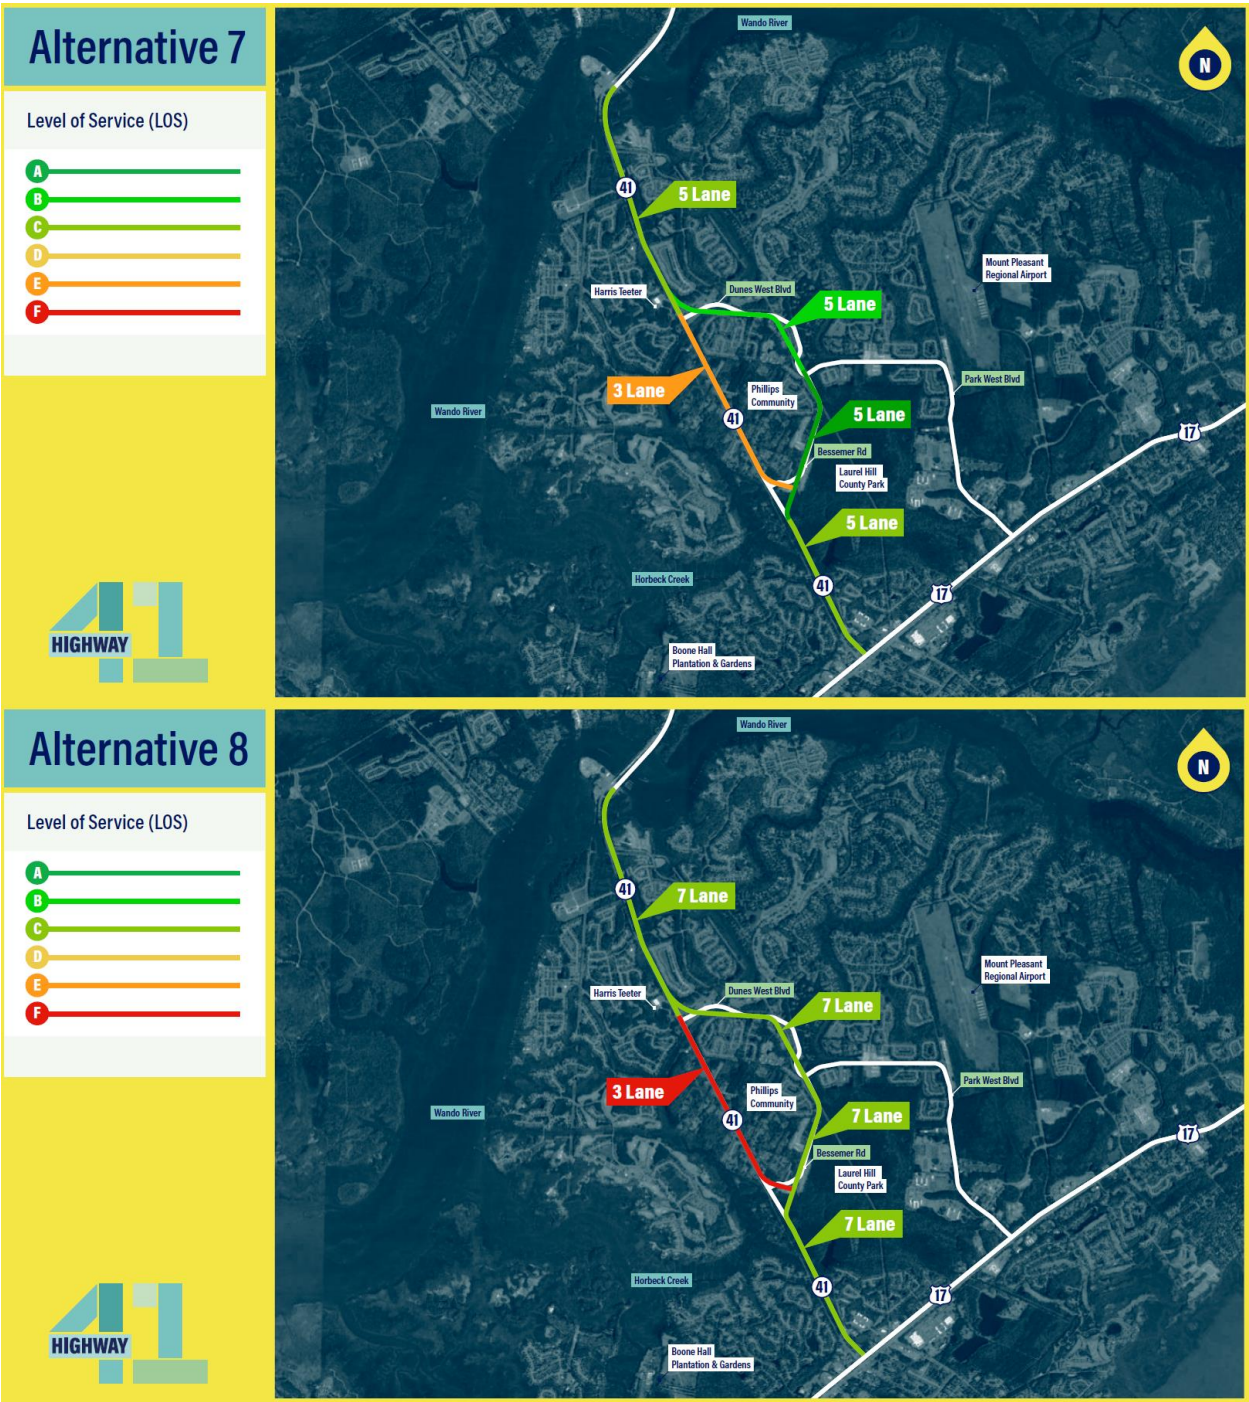 Alternative 7
Level of Service (LOS)
A
B
C
D
E
F
HIGHWAY
41
Wando River
N
41
5 Lane
Mount Pleasant
Regional Airport
Harris Teeter
Dunes West Blvd
5 Lane
3 Lane
Phillips
Community
Park West Blvd
Wando River
41
5 Lane
17
Bessemer Rd
Laurel Hill
County Park
5 Lane
Horbeck Creek
41
17
Boone Hall
Plantation & Gardens
Alternative 8
Level of Service (LOS)
A
B
C
D
E
F
HIGHWAY
41
Wando River
N
41
7 Lane
Mount Pleasant
Regional Airport
Harris Teeter
Dunes West Blvd
7 Lane
3 Lane
Phillips
Community
Park West Blvd
Wando River
41
7 Lane
17
Bessemer Rd
Laurel Hill
County Park
7 Lane
Horbeck Creek
41
17
Boone Hall
Plantation & Gardens